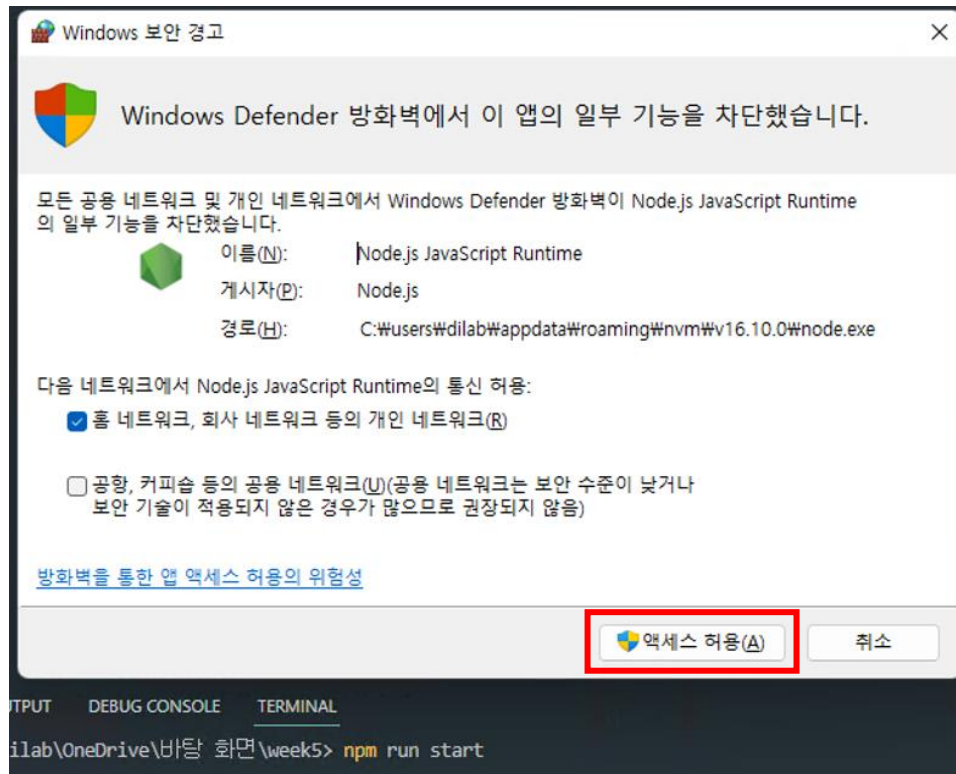 Windows 보안 경고
Windows Defender 방화벽에서 이 앱의 일부 기능을 차단했습니다.
모든 공용 네트워크 및 개인 네트워크에서 Windows Defender 방화벽이 Node.js JavaScript Runtime
의 일부 기능을 차단했습니다.
이름(N): Node.js JavaScript Runtime
게시자(P): Node.js
경로(H): C:₩users₩dilab₩appdata₩roaming₩nvm₩v16.10.0₩node.exe
다음 네트워크에서 Node.js JavaScript Runtime의 통신 허용:
홈 네트워크, 회사 네트워크 등의 개인 네트워크(R)
공항, 커피숍 등의 공용 네트워크(U)(공용 네트워크는 보안 수준이 낮거나
보안 기술이 적용되지 않은 경우가 많으므로 권장되지 않음)
방화벽을 통한 앱 액세스 허용의 위험성
액세스 허용(A) 취소
TPUT DEBUG CONSOLE TERMINAL
ilab\OneDrive\바탕 화면\week5> npm run start